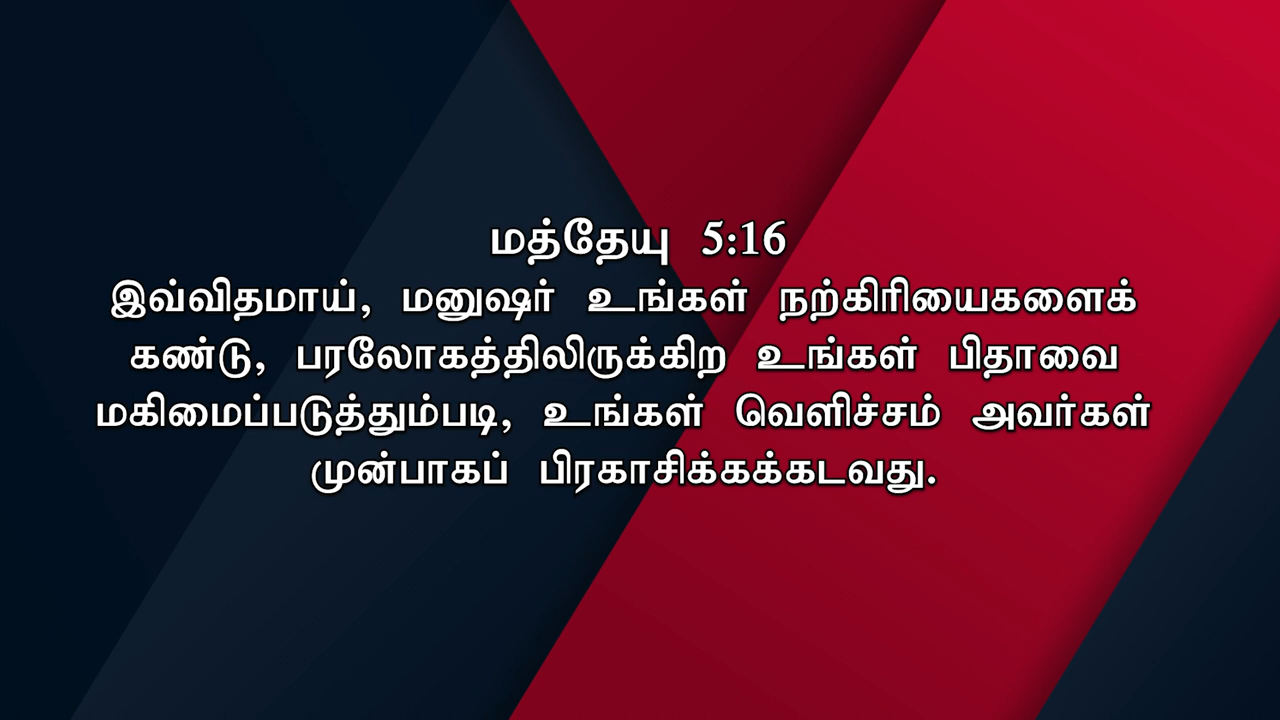 மத்தேயு 5:16
இவ்விதமாய், மனுஷர் உங்கள் நற்கிரியைகளைக்
கண்டு, பரலோகத்திலிருக்கிற உங்கள் பிதாவை
மகிமைப்படுத்தும்படி, உங்கள் வெளிச்சம் அவர்கள்
முன்பாகப் பிரகாசிக்கக்கடவது.